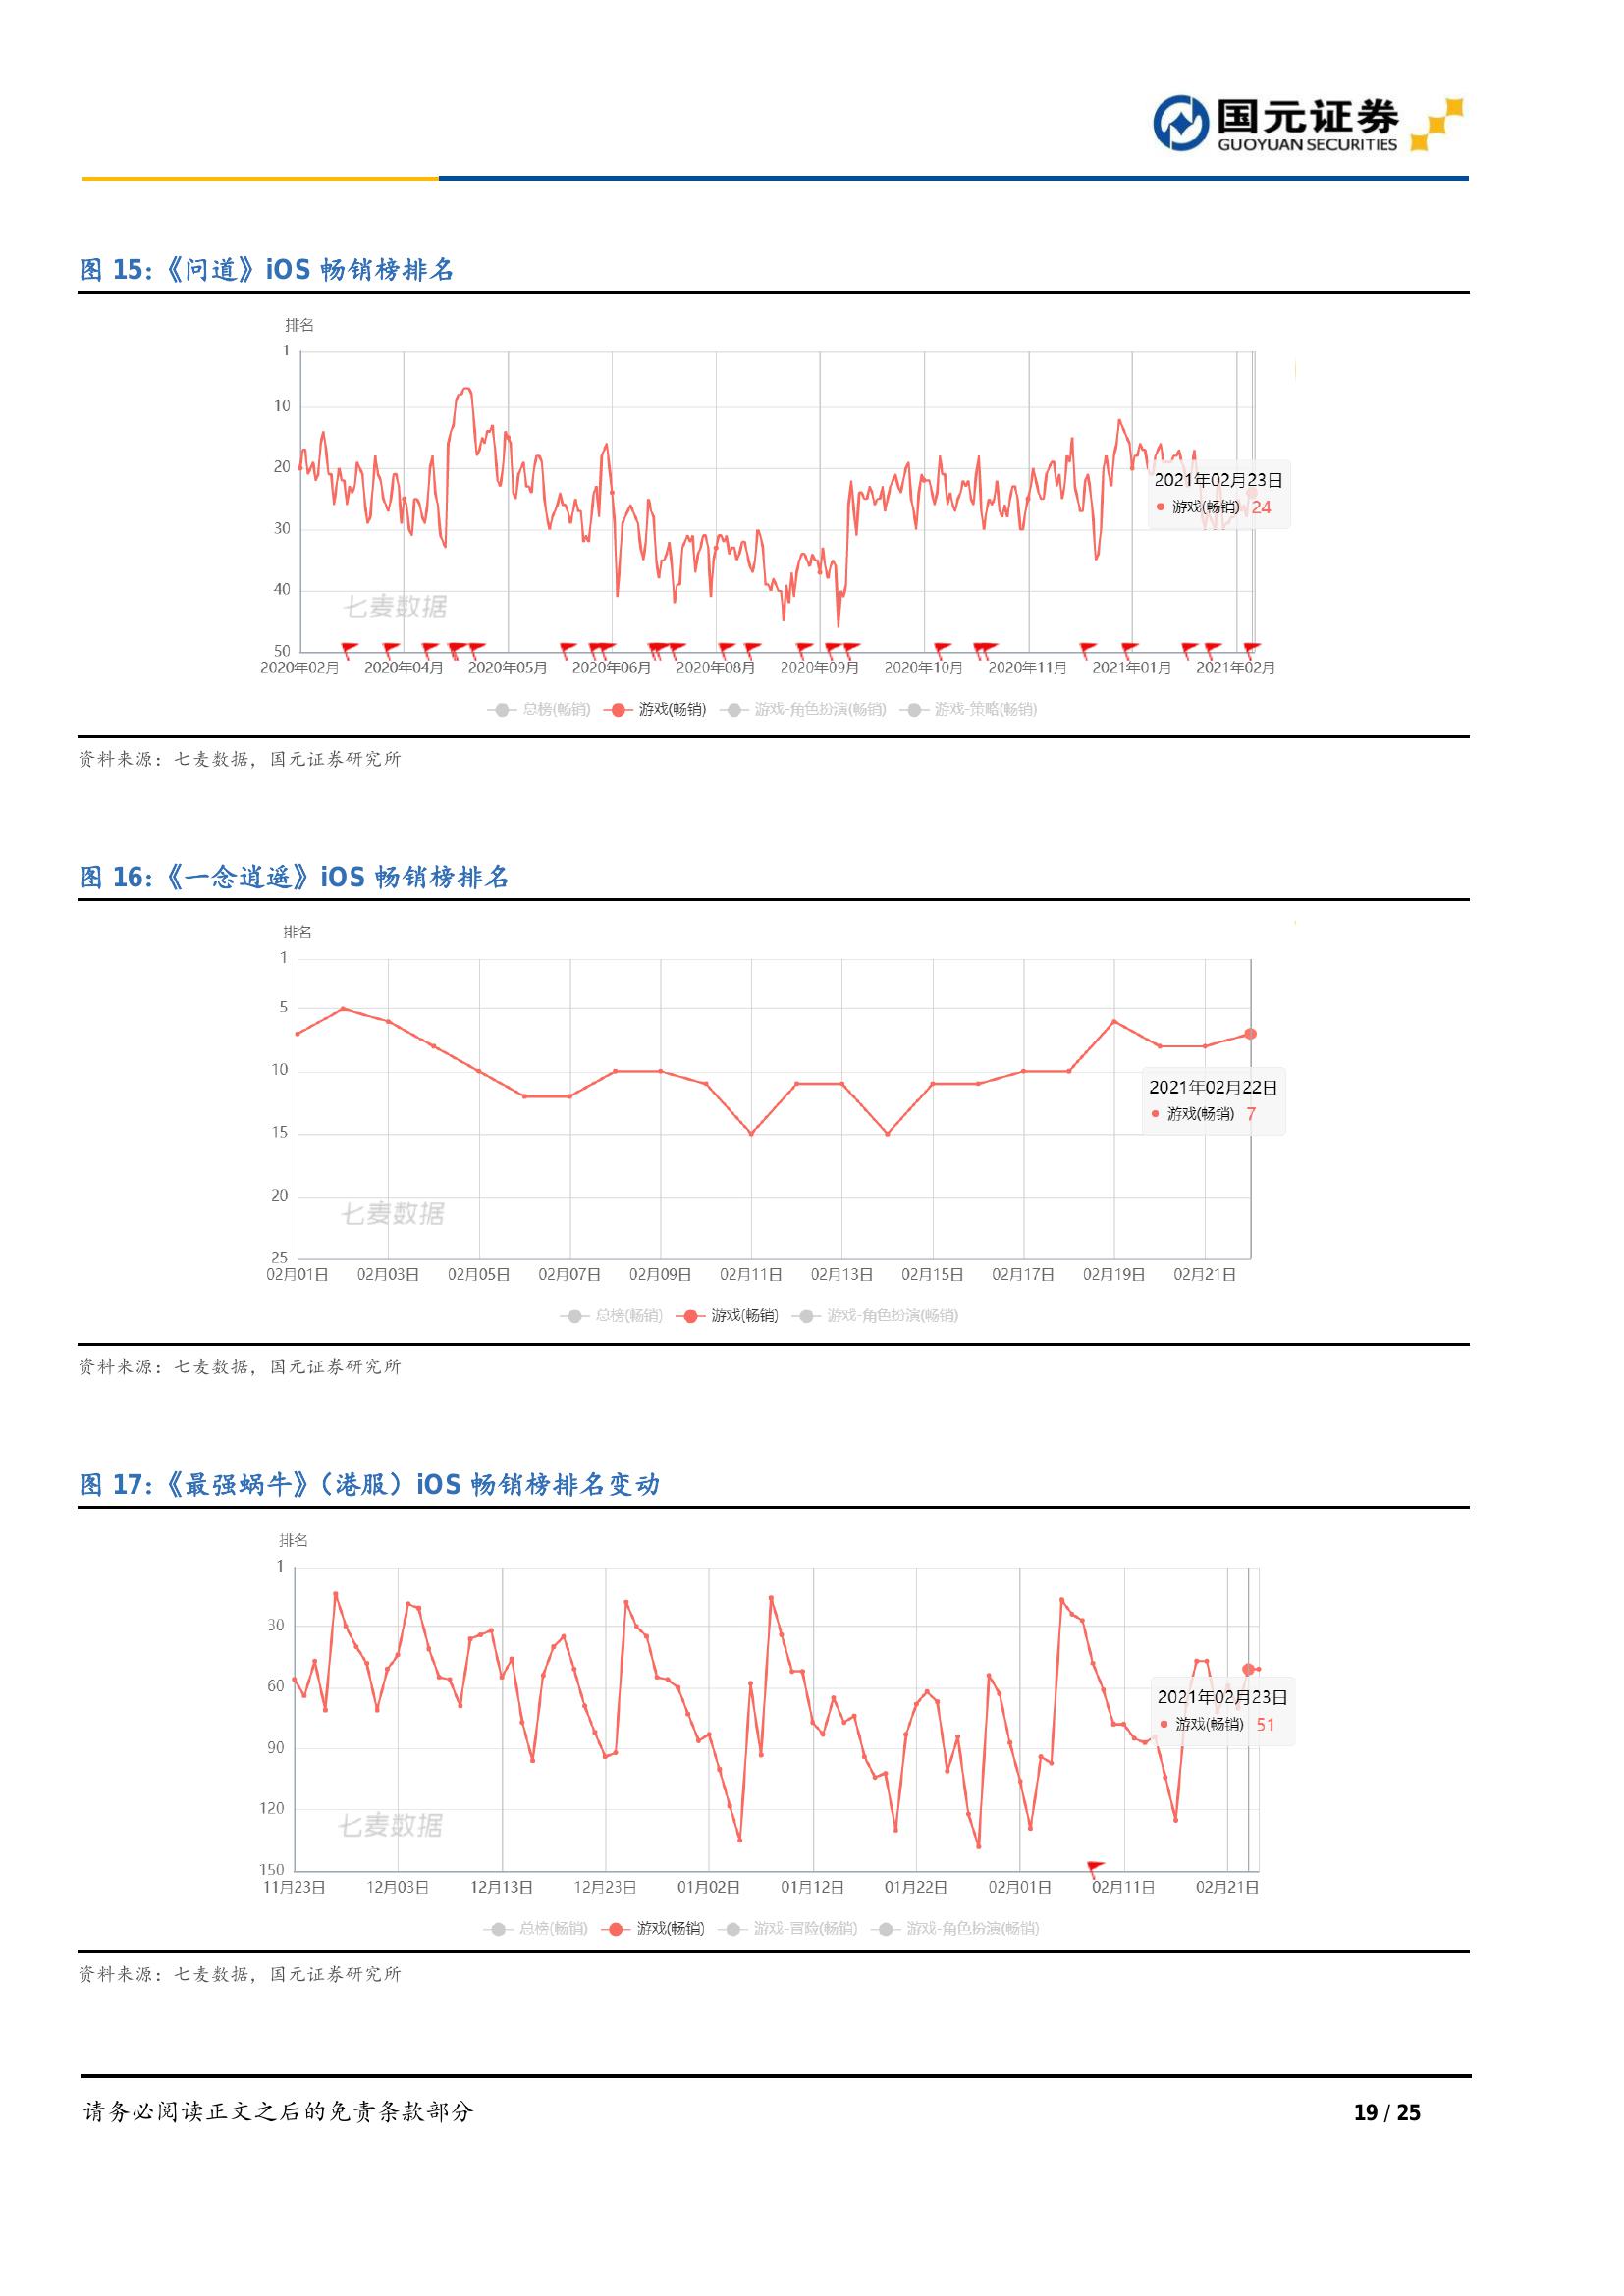 国元证券
GUOYUAN SECURITIES
图 15：《问道》iOS 畅销榜排名
排名
1
10
20
30
40
50
2021年02月23日
游戏(畅销) 24
七麦数据
2020年02月 2020年04月 2020年05月 2020年06月 2020年08月 2020年09月 2020年10月 2020年11月 2021年01月 2021年02月
总榜(畅销) 游戏(畅销) 游戏-角色扮演(畅销) 游戏-策略(畅销)
资料来源：七麦数据，国元证券研究所
图 16：《一念逍遥》iOS 畅销榜排名
排名
1
5
10
15
20
25
2021年02月22日
游戏(畅销) 7
七麦数据
02月01日 02月03日 02月05日 02月07日 02月09日 02月11日 02月13日 02月15日 02月17日 02月19日 02月21日
总榜(畅销) 游戏(畅销) 游戏-角色扮演(畅销)
资料来源：七麦数据，国元证券研究所
图 17：《最强蜗牛》（港服）iOS 畅销榜排名变动
排名
1
30
60
90
120
150
2021年02月23日
游戏(畅销) 51
七麦数据
11月23日 12月03日 12月13日 12月23日 01月02日 01月12日 01月22日 02月01日 02月11日 02月21日
总榜(畅销) 游戏(畅销) 游戏-冒险(畅销) 游戏-角色扮演(畅销)
资料来源：七麦数据，国元证券研究所
请务必阅读正文之后的免责条款部分
19 / 25